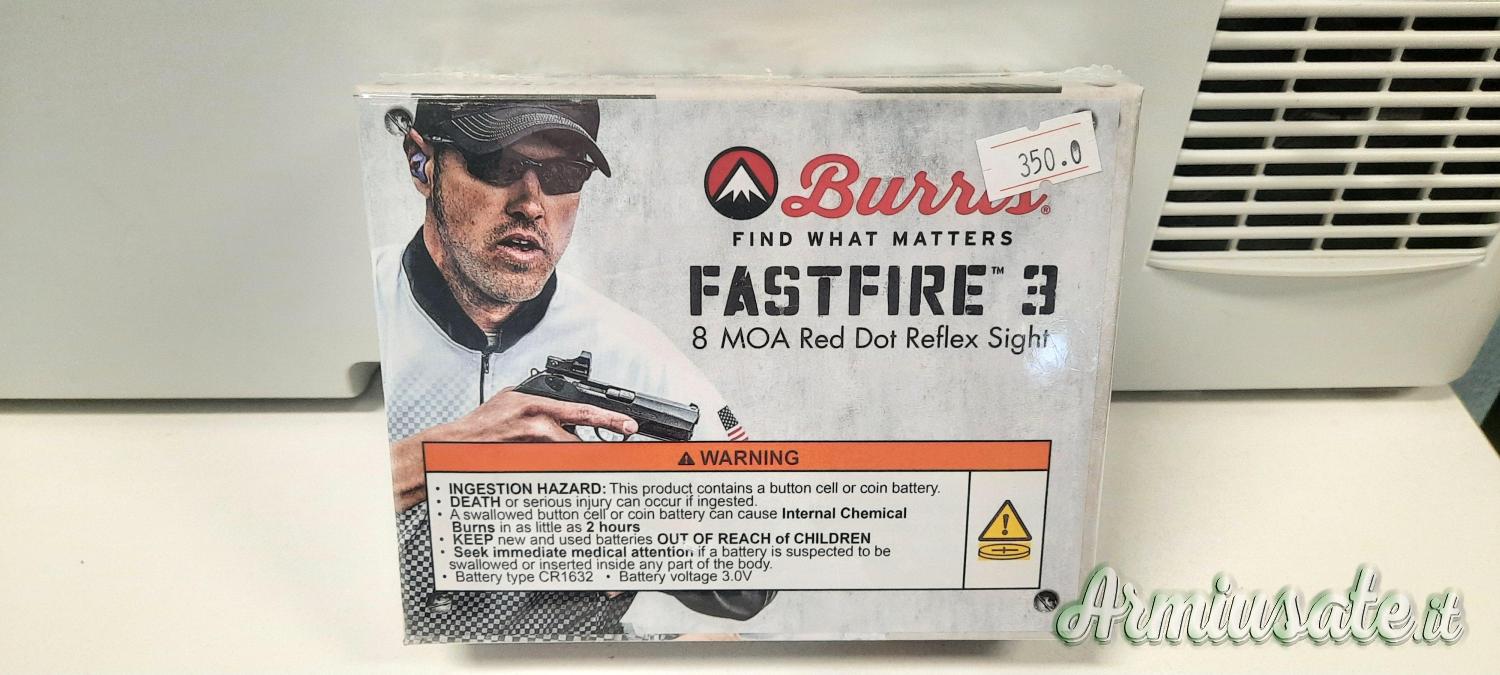 350.0
Burris®
FIND WHAT MATTERS
FASTFIRE™ 3
8 MOA Red Dot Reflex Sight
WARNING
• INGESTION HAZARD: This product contains a button cell or coin battery.
• DEATH or serious injury can occur if ingested.
• A swallowed button cell or coin battery can cause Internal Chemical
Burns in as little as 2 hours
• KEEP new and used batteries OUT OF REACH of CHILDREN
• Seek immediate medical attention if a battery is suspected to be
swallowed or inserted inside any part of the body.
• Battery type CR1632 • Battery voltage 3.0V
Armiusate.it